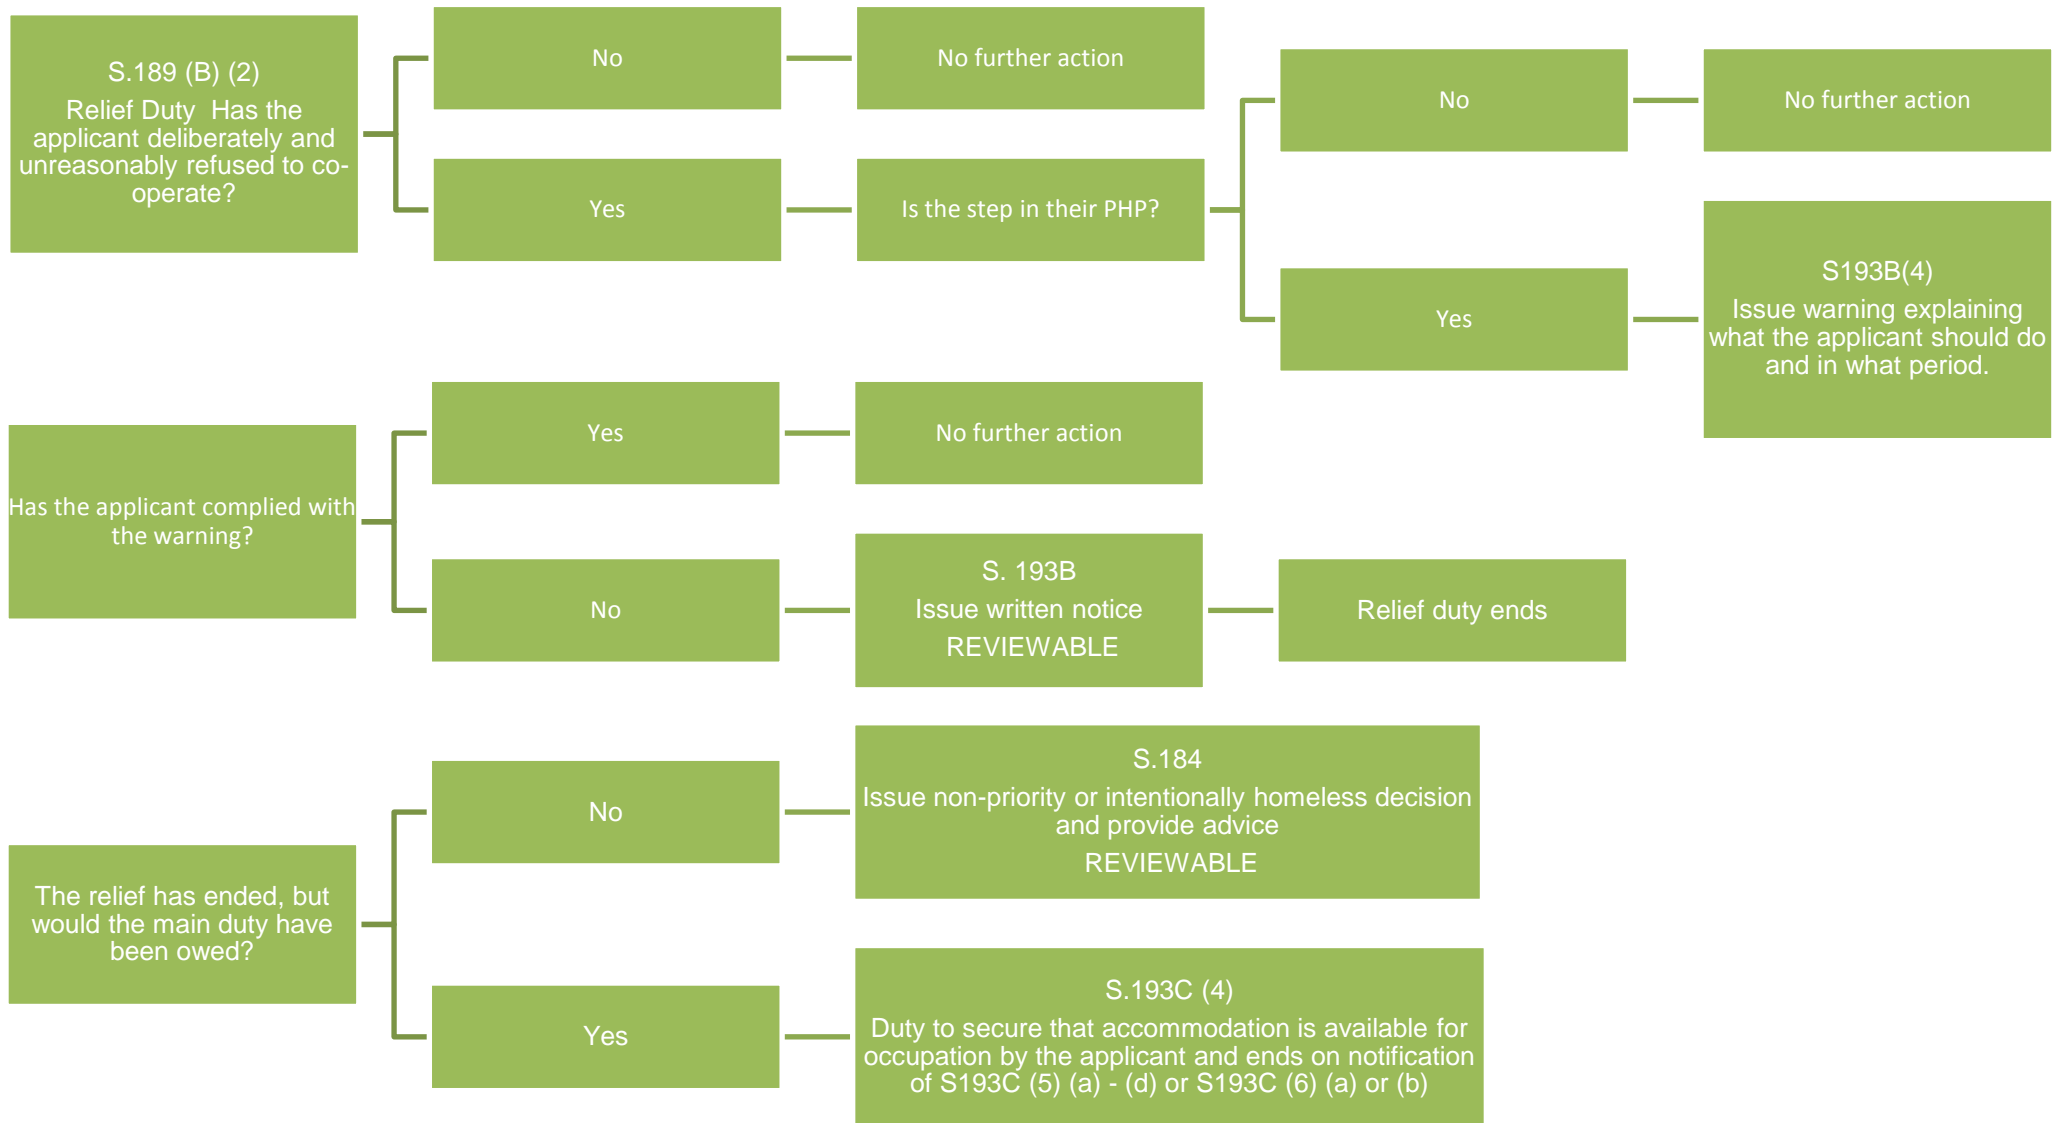 S.189 (B) (2)
Relief Duty  Has the
applicant deliberately and
unreasonably refused to co-
operate?
No
No further action
Yes
Is the step in their PHP?
No
No further action
Yes
S193B(4)
Issue warning explaining
what the applicant should do
and in what period.
Has the applicant complied with
the warning?
Yes
No further action
No
S. 193B
Issue written notice
REVIEWABLE
Relief duty ends
The relief has ended, but
would the main duty have
been owed?
No
S.184
Issue non-priority or intentionally homeless decision
and provide advice
REVIEWABLE
Yes
S.193C (4)
Duty to secure that accommodation is available for
occupation by the applicant and ends on notification
of S193C (5) (a) - (d) or S193C (6) (a) or (b)